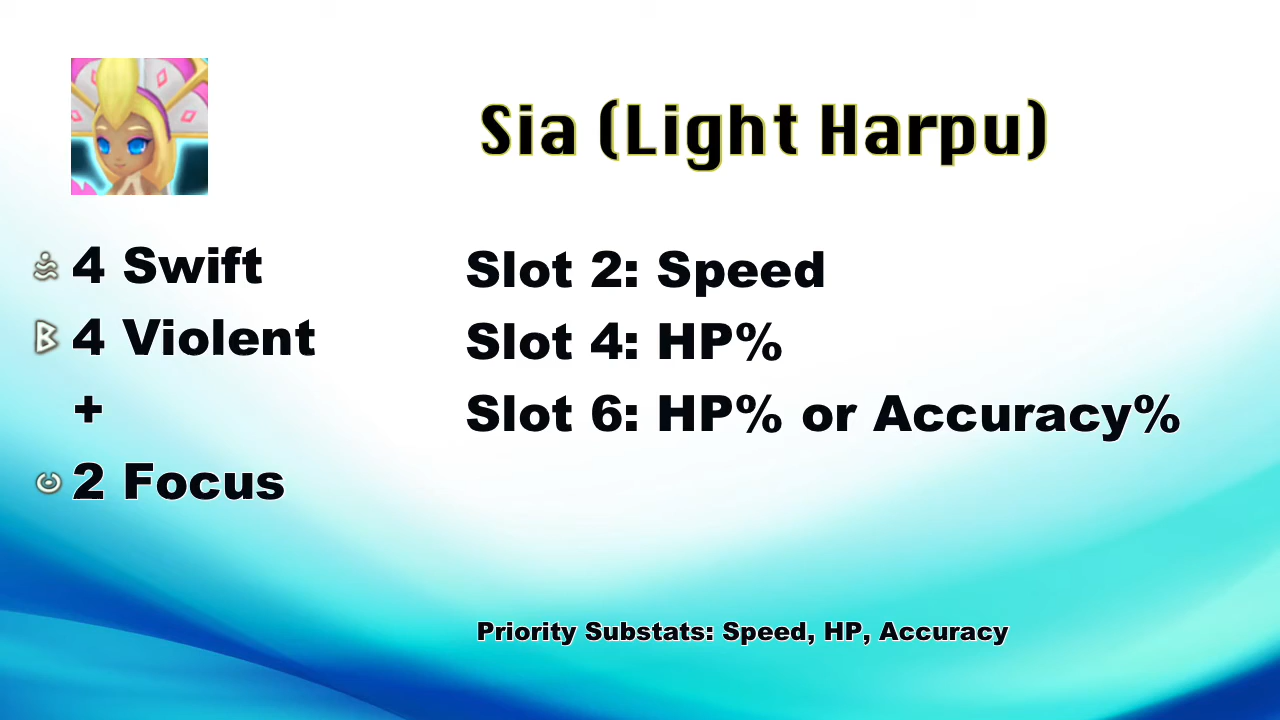 Sia (Light Harpu)
4 Swift
4 Violent
+
2 Focus
Slot 2: Speed
Slot 4: HP%
Slot 6: HP% or Accuracy%
Priority Substats: Speed, HP, Accuracy